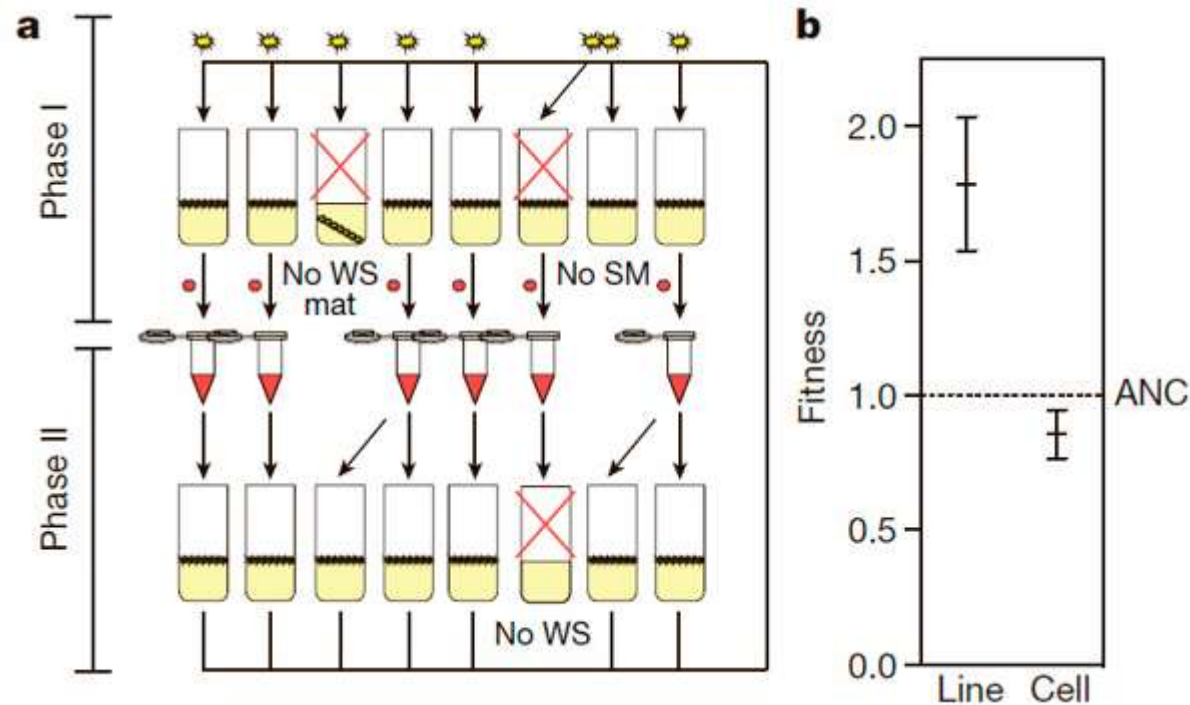 a
Phase I
No WS
mat
No SM
Phase II
No WS
b
Fitness
2.0
1.5
1.0
0.5
0.0
ANC
Line Cell